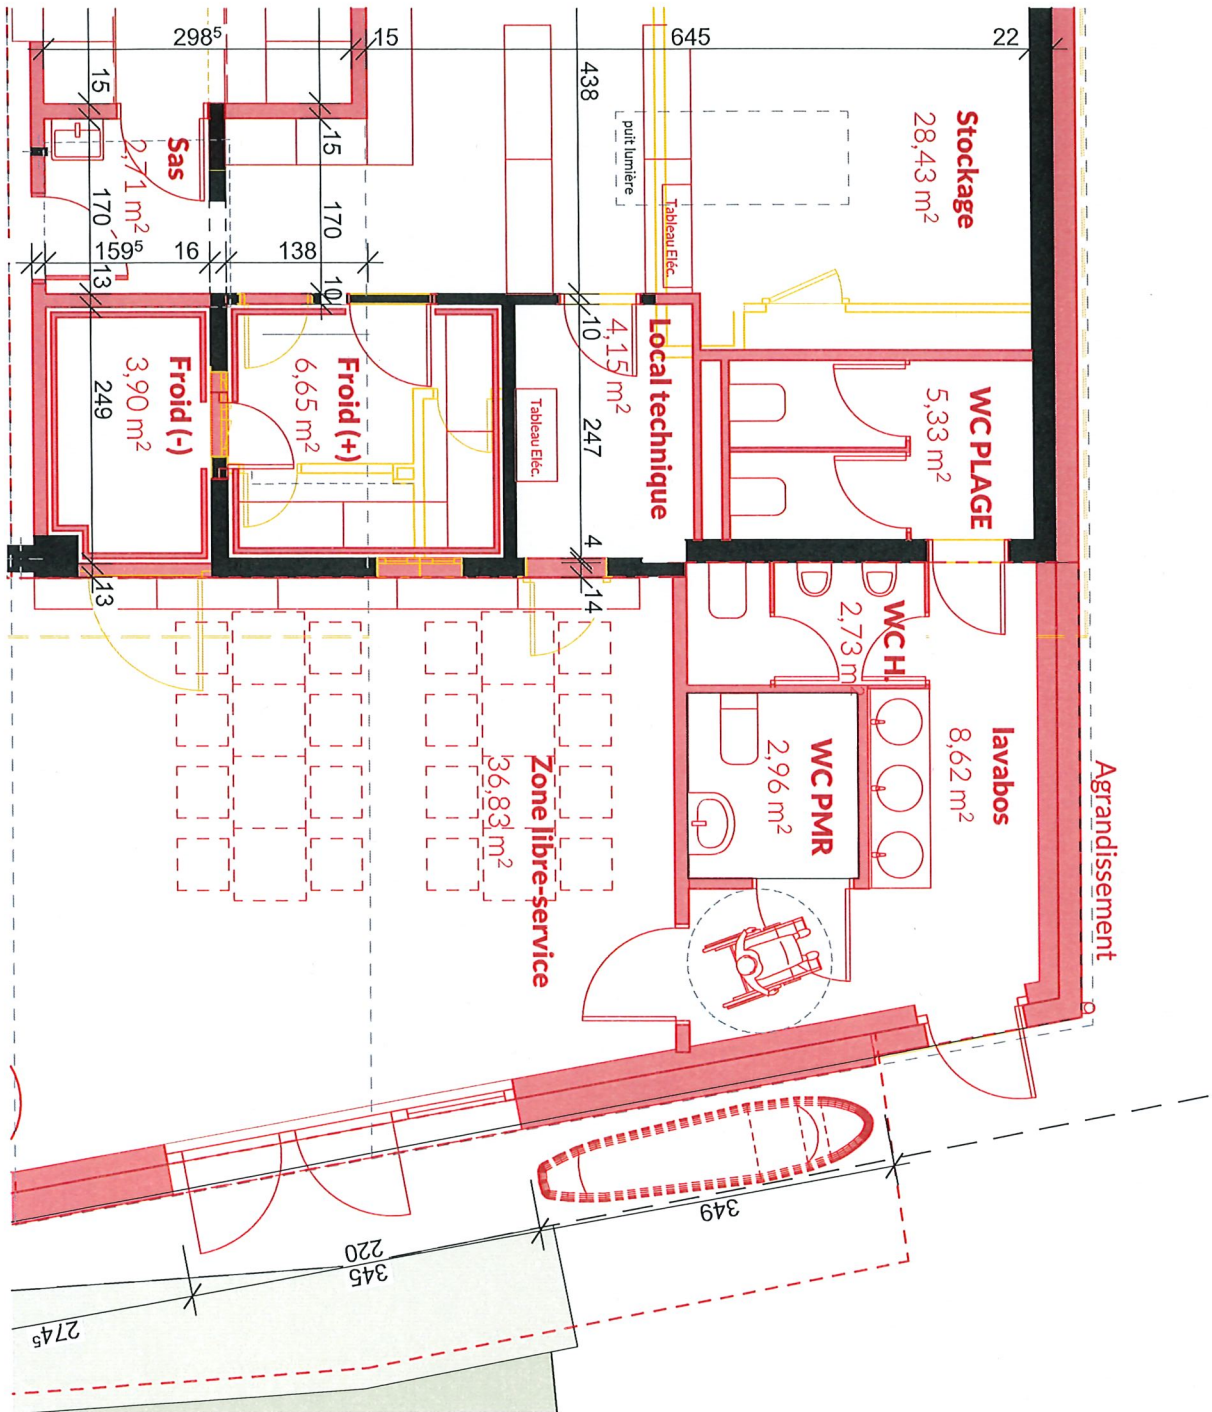 298⁵
15
645
22
15
438
Stockage
28,43 m²
puit lumière
Tableau Eléc.
Sas
2,71 m²
15
170
170
159⁵
16
138
13
10
10
Local technique
4,15 m²
247
Froid (-)
3,90 m²
249
Froid (+)
6,65 m²
Tableau Eléc.
WC PLAGE
5,33 m²
4
14
13
WC H.
2,73 m²
lavabos
8,62 m²
WC PMR
2,96 m²
Agrandissement
Zone libre-service
36,83 m²
349
220
345
274⁵